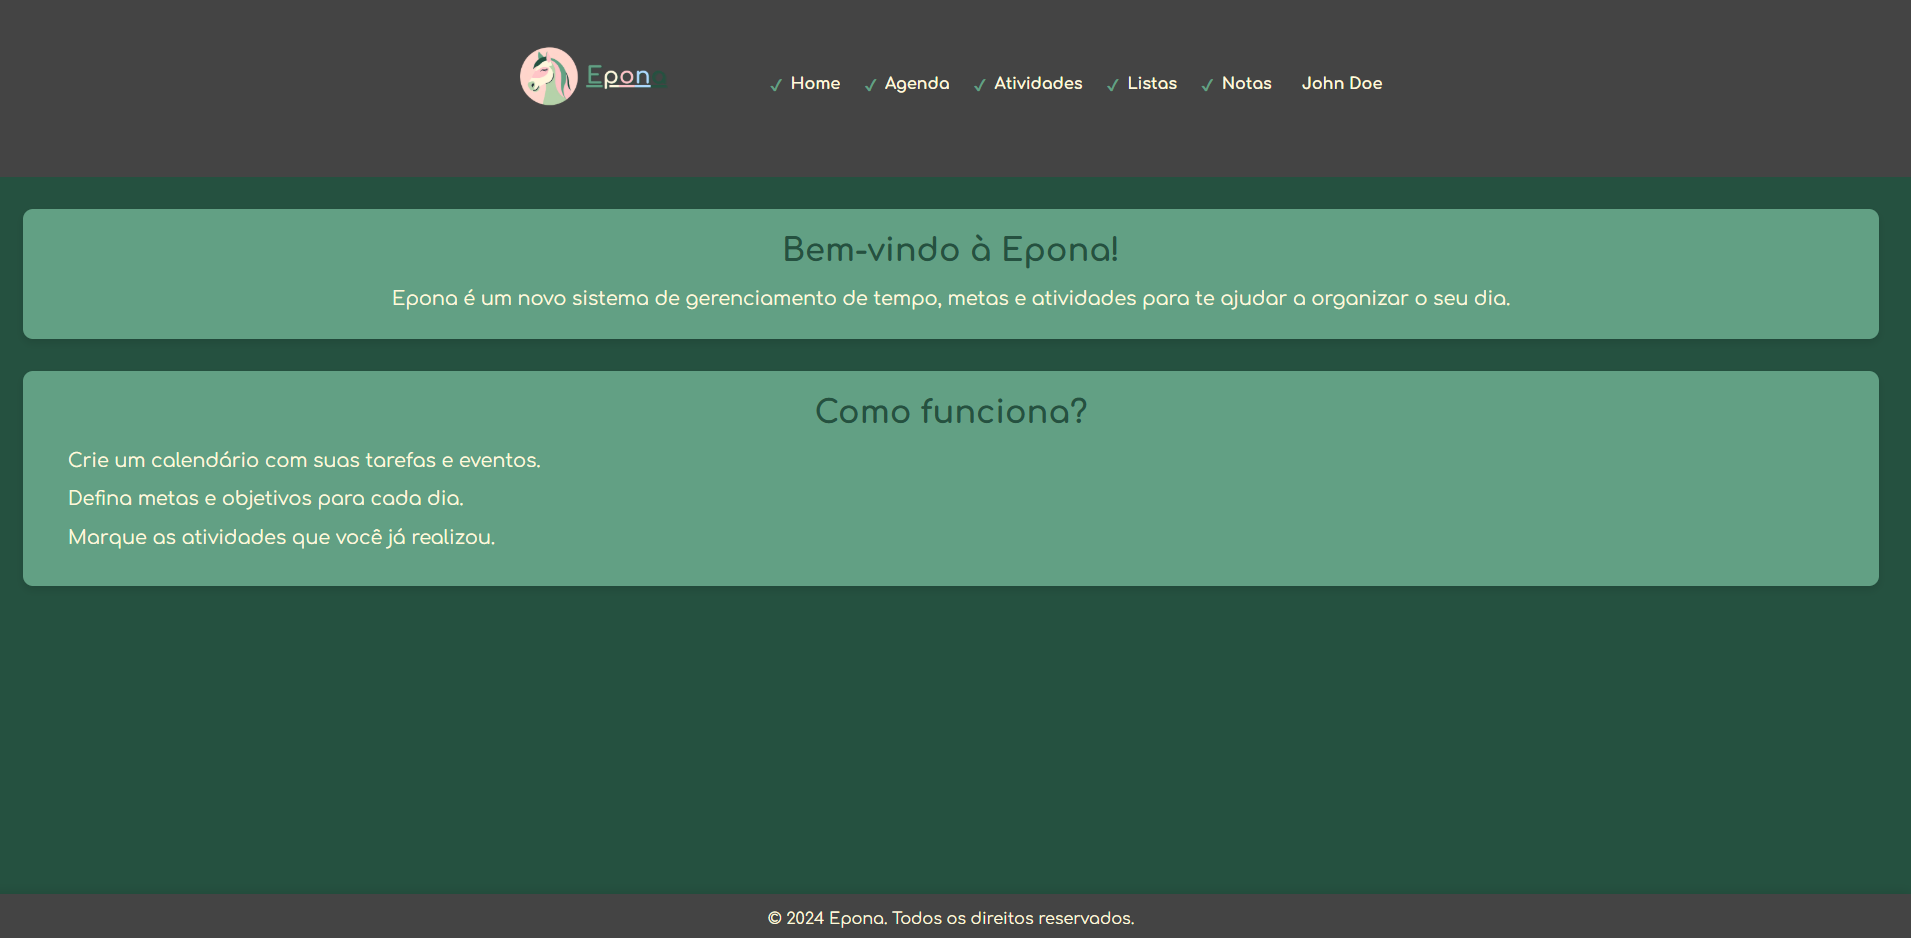 Epona
✓ Home ✓ Agenda ✓ Atividades ✓ Listas ✓ Notas John Doe
Bem-vindo à Epona!
Epona é um novo sistema de gerenciamento de tempo, metas e atividades para te ajudar a organizar o seu dia.
Como funciona?
Crie um calendário com suas tarefas e eventos.
Defina metas e objetivos para cada dia.
Marque as atividades que você já realizou.
© 2024 Epona. Todos os direitos reservados.